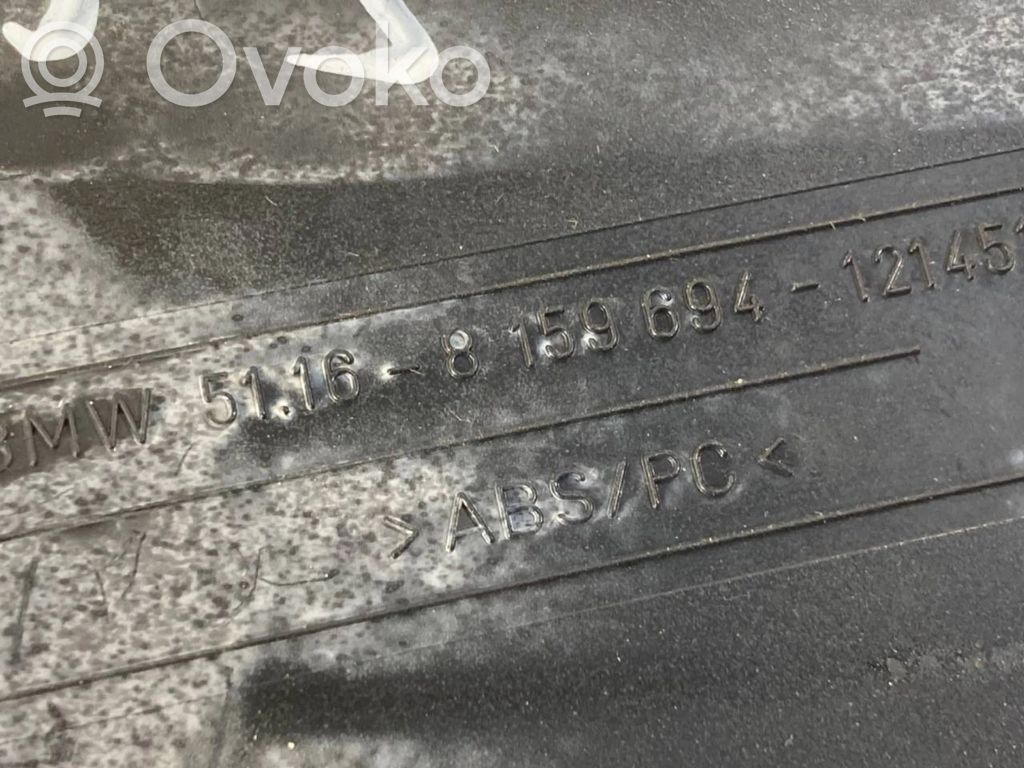 Ovoko
BMW 51.16 - 8 159 694 - 121451
>ABS/PC<